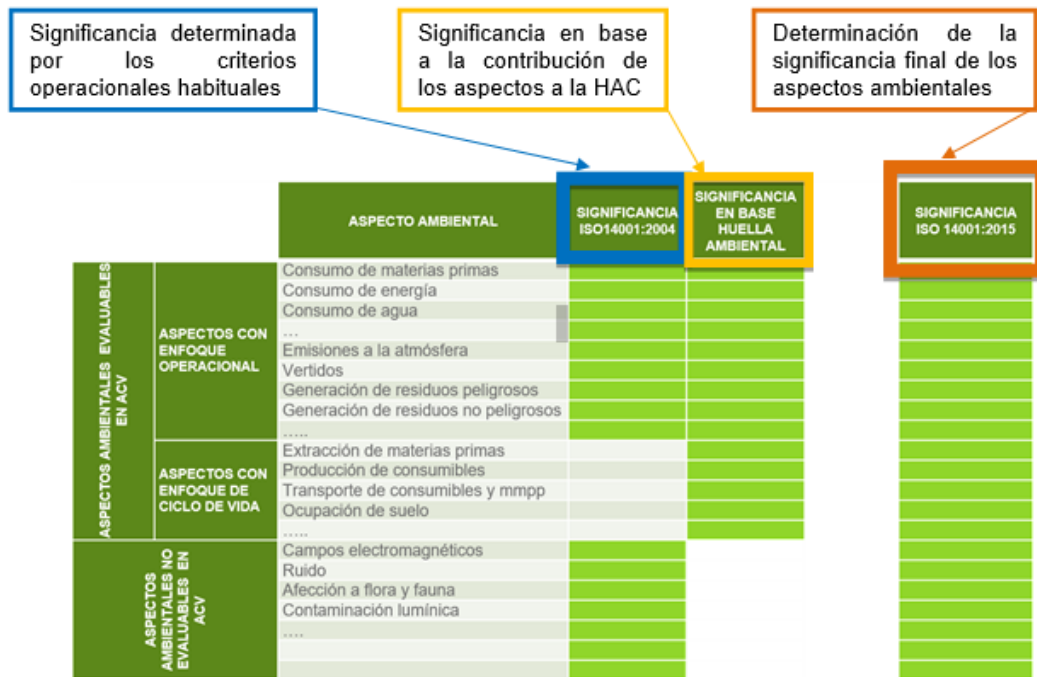 Significancia determinada
por los criterios
operacionales habituales
Significancia en base
a la contribución de
los aspectos a la HAC
Determinación de la
significancia final de los
aspectos ambientales
ASPECTO AMBIENTAL
SIGNIFICANCIA
ISO14001:2004
SIGNIFICANCIA
EN BASE
HUELLA
AMBIENTAL
SIGNIFICANCIA
ISO 14001:2015
ASPECTOS AMBIENTALES EVALUABLES
EN ACV
ASPECTOS CON
ENFOQUE
OPERACIONAL
Consumo de materias primas
Consumo de energía
Consumo de agua
...
Emisiones a la atmósfera
Vertidos
Generación de residuos peligrosos
Generación de residuos no peligrosos
.....
ASPECTOS CON
ENFOQUE DE
CICLO DE VIDA
Extracción de materias primas
Producción de consumibles
Transporte de consumibles y mmpp
Ocupación de suelo
.....
ASPECTOS
AMBIENTALES NO
EVALUABLES EN
ACV
Campos electromagnéticos
Ruido
Afección a flora y fauna
Contaminación lumínica
....